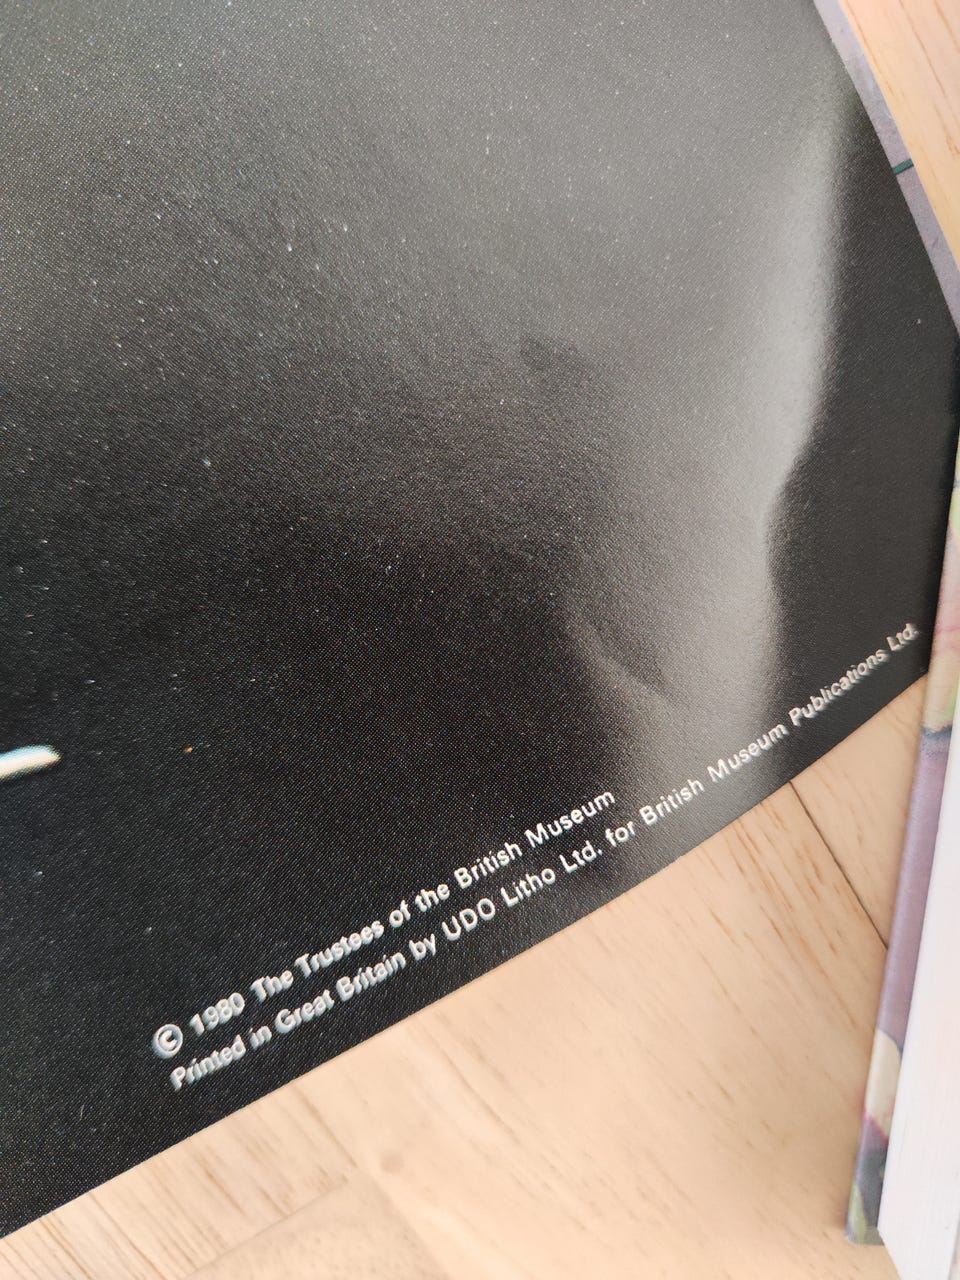 © 1980 The Trustees of the British Museum
Printed in Great Britain by UDO Litho Ltd. for British Museum Publications Ltd.